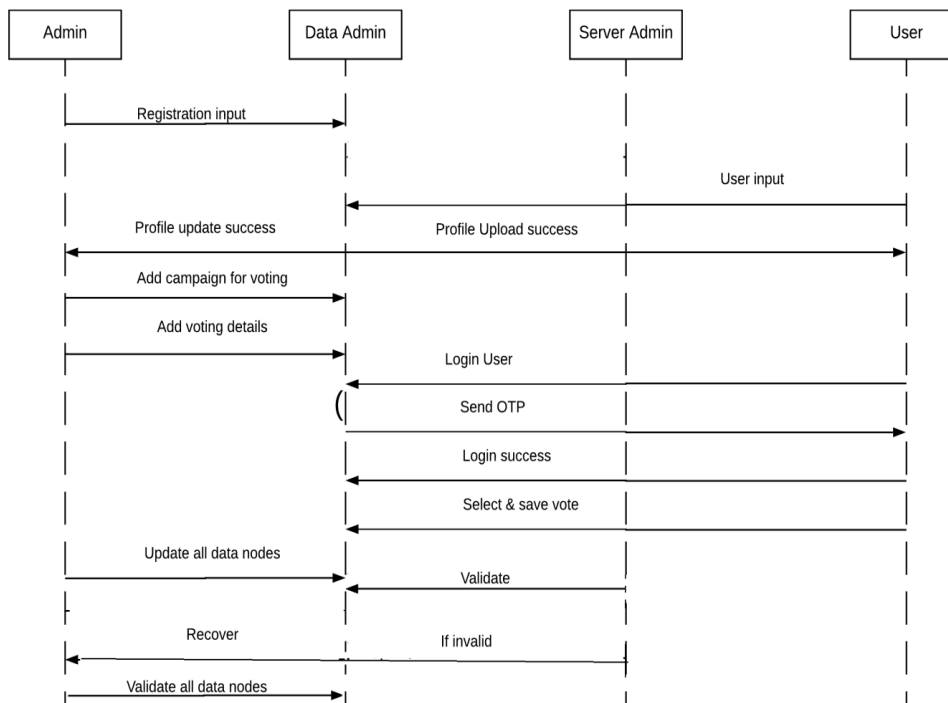 Admin
Data Admin
Server Admin
User
Registration input
User input
Profile update success
Profile Upload success
Add campaign for voting
Add voting details
Login User
(
Send OTP
Login success
Select & save vote
Update all data nodes
Validate
Recover
If invalid
Validate all data nodes